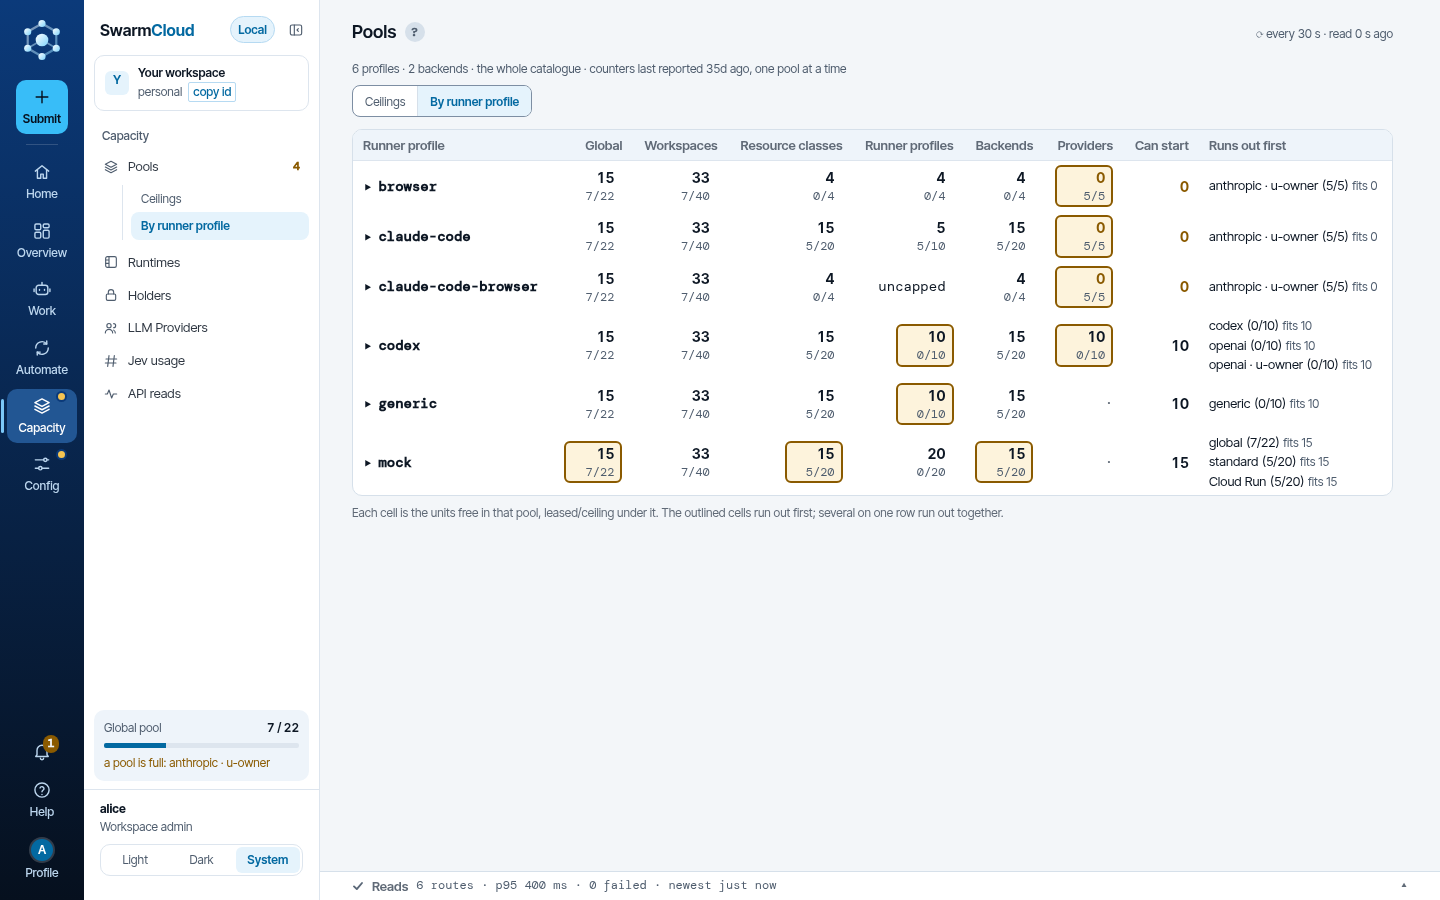 Submit
Home
Overview
Work
Automate
Capacity
Config
1
Help
A
Profile
SwarmCloud
Local
Y
Your workspace
personal copy id
Capacity
Pools 4
Ceilings
By runner profile
Runtimes
Holders
LLM Providers
Jev usage
API reads
Global pool 7 / 22
a pool is full: anthropic · u-owner
alice
Workspace admin
Light Dark System
Pools ?
every 30 s · read 0 s ago
6 profiles · 2 backends · the whole catalogue · counters last reported 35d ago, one pool at a time
Ceilings By runner profile
Runner profile Global Workspaces Resource classes Runner profiles Backends Providers Can start Runs out first
▸ browser 15 33 4 4 4 0 0 anthropic · u-owner (5/5) fits 0
7/22 7/40 0/4 0/4 0/4 5/5
▸ claude-code 15 33 15 5 15 0 0 anthropic · u-owner (5/5) fits 0
7/22 7/40 5/20 5/10 5/20 5/5
▸ claude-code-browser 15 33 4 uncapped 4 0 0 anthropic · u-owner (5/5) fits 0
7/22 7/40 0/4 0/4 5/5
▸ codex 15 33 15 10 15 10 10
7/22 7/40 5/20 0/10 5/20 0/10
codex (0/10) fits 10
openai (0/10) fits 10
openai · u-owner (0/10) fits 10
▸ generic 15 33 15 10 15 · 10 generic (0/10) fits 10
7/22 7/40 5/20 0/10 5/20
▸ mock 15 33 15 20 15 · 15
7/22 7/40 5/20 0/20 5/20
global (7/22) fits 15
standard (5/20) fits 15
Cloud Run (5/20) fits 15
Each cell is the units free in that pool, leased/ceiling under it. The outlined cells run out first; several on one row run out together.
Reads 6 routes · p95 400 ms · 0 failed · newest just now